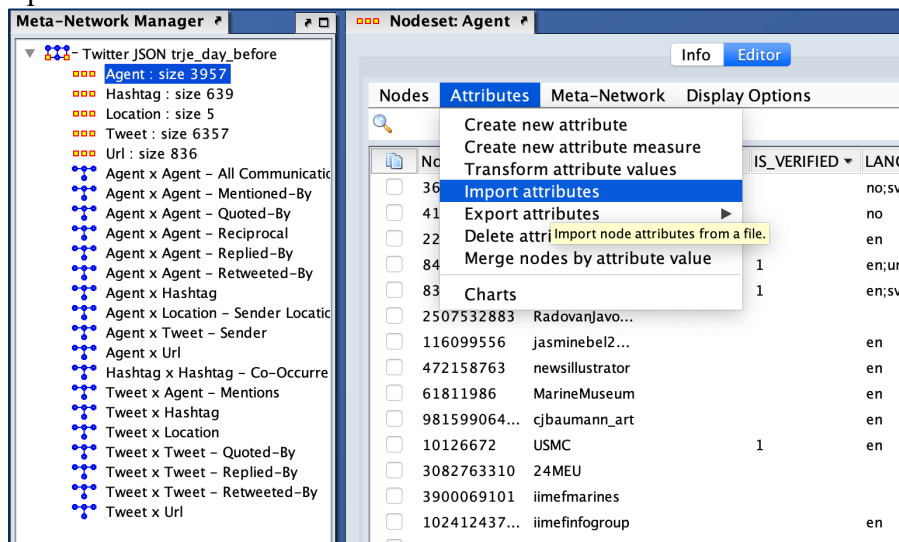 Meta-Network Manager
Nodeset: Agent
Twitter JSON trje_day_before
Agent : size 3957
Hashtag : size 639
Location : size 5
Tweet : size 6357
Url : size 836
Agent x Agent - All Communicatio
Agent x Agent - Mentioned-By
Agent x Agent - Quoted-By
Agent x Agent - Reciprocal
Agent x Agent - Replied-By
Agent x Agent - Retweeted-By
Agent x Hashtag
Agent x Location - Sender Locatio
Agent x Tweet - Sender
Agent x Url
Hashtag x Hashtag - Co-Occurre
Tweet x Agent - Mentions
Tweet x Hashtag
Tweet x Location
Tweet x Tweet - Quoted-By
Tweet x Tweet - Replied-By
Tweet x Tweet - Retweeted-By
Tweet x Url
Info Editor
Nodes Attributes Meta-Network Display Options
Create new attribute
Create new attribute measure
Transform attribute values
Import attributes
Export attributes
Import node attributes from a file.
Delete attri
Merge nodes by attribute value
Charts
No IS_VERIFIED LANG
36 no;sv
41 no
22 en
84 1 en;un
83 1 en;sv
2507532883 RadovanJavo...
116099556 jasminebel2... en
472158763 newsillustrator en
61811986 MarineMuseum en
981599064... cjbaumann_art en
10126672 USMC 1 en
3082763310 24MEU
3900069101 iimefmarines
102412437... iimefinfogroup en